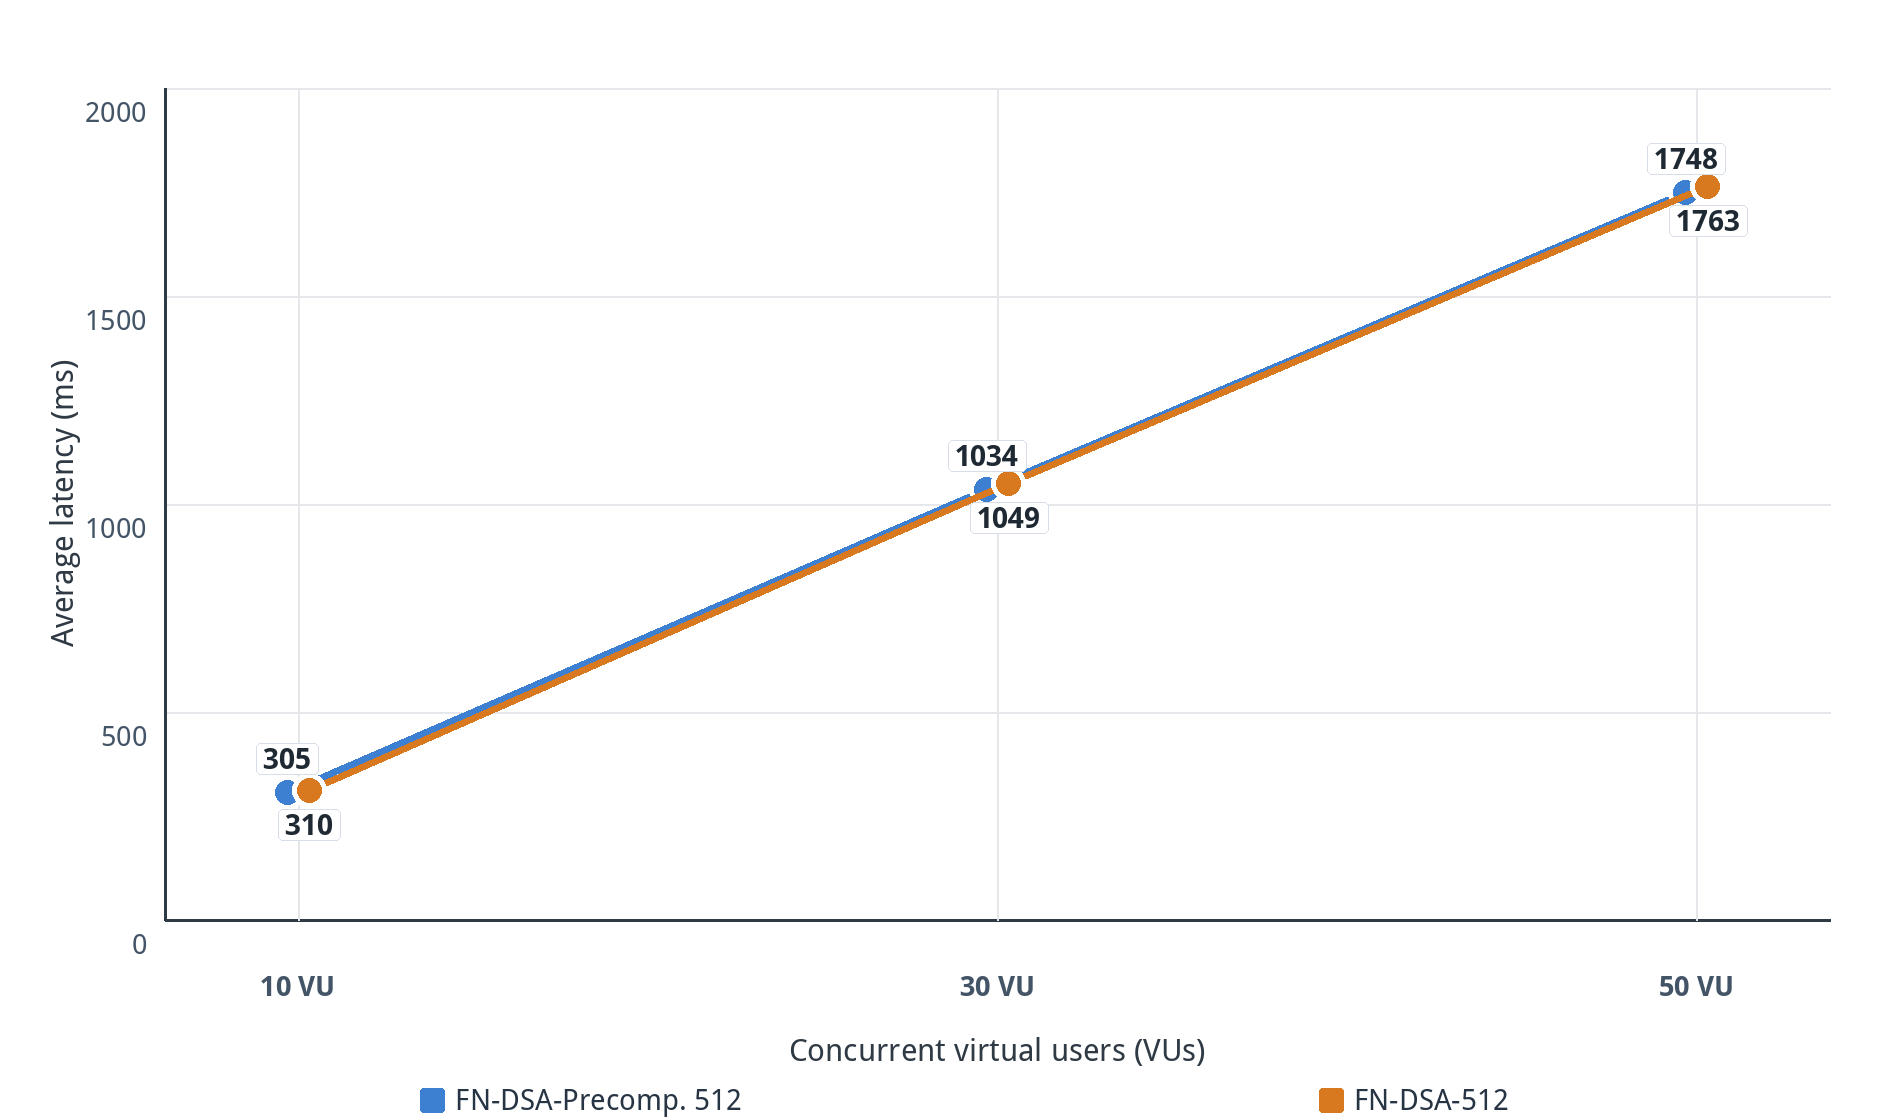 2000
1748
1763
1500
Average latency (ms)
1034
1049
1000
500
305
310
0
10 VU
30 VU
50 VU
Concurrent virtual users (VUs)
FN-DSA-Precomp. 512
FN-DSA-512